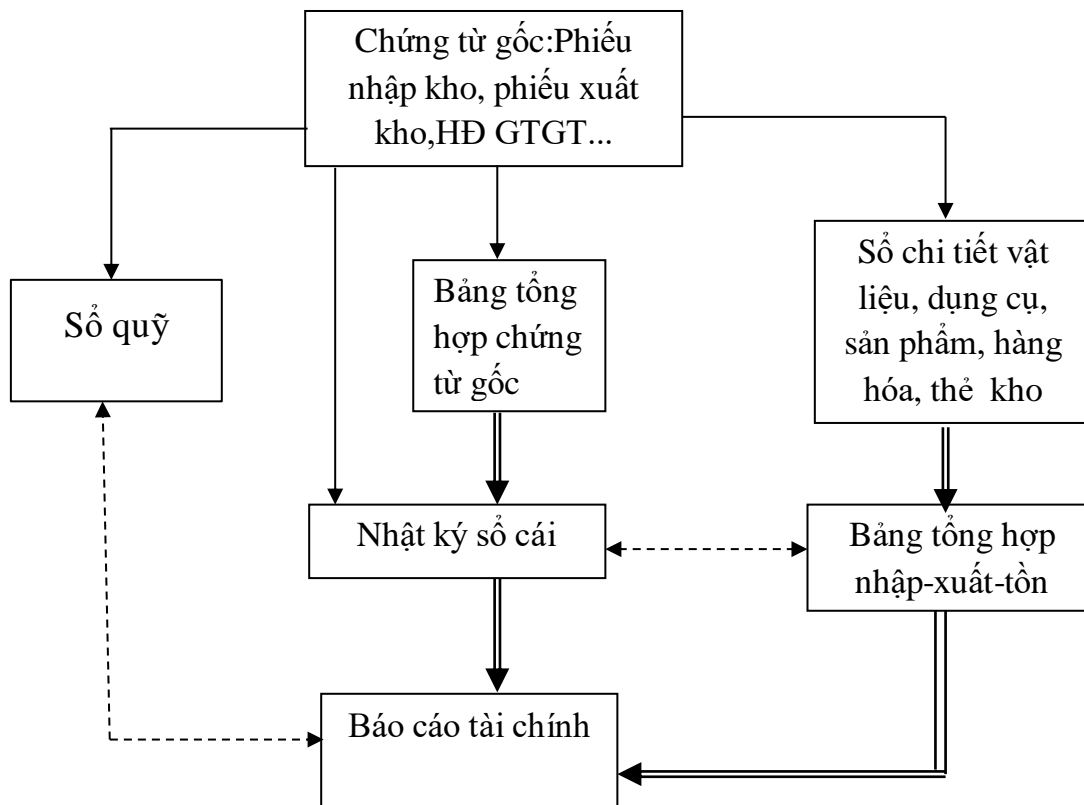 Chứng từ gốc:Phiếu
nhập kho, phiếu xuất
kho,HĐ GTGT...
Sổ quỹ
Bảng tổng
hợp chứng
từ gốc
Sổ chi tiết vật
liệu, dụng cụ,
sản phẩm, hàng
hóa, thẻ kho
Nhật ký sổ cái
Bảng tổng hợp
nhập-xuất-tồn
Báo cáo tài chính